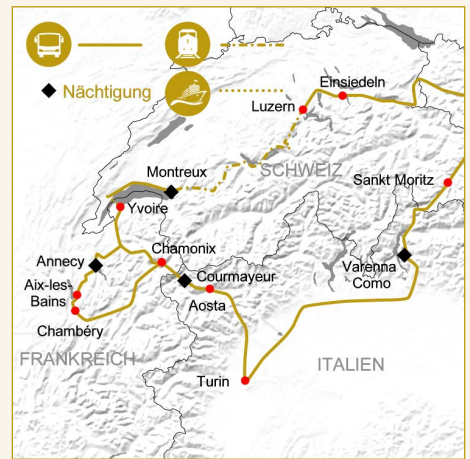 Nächtigung
Einsiedeln
Luzern
SCHWEIZ
Montreux
Sankt Moritz
Yvoire
Chamonix
Annecy
Courmayeur
Varenna
Como
Aix-les-
Bains
Aosta
Chambéry
FRANKREICH
ITALIEN
Turin